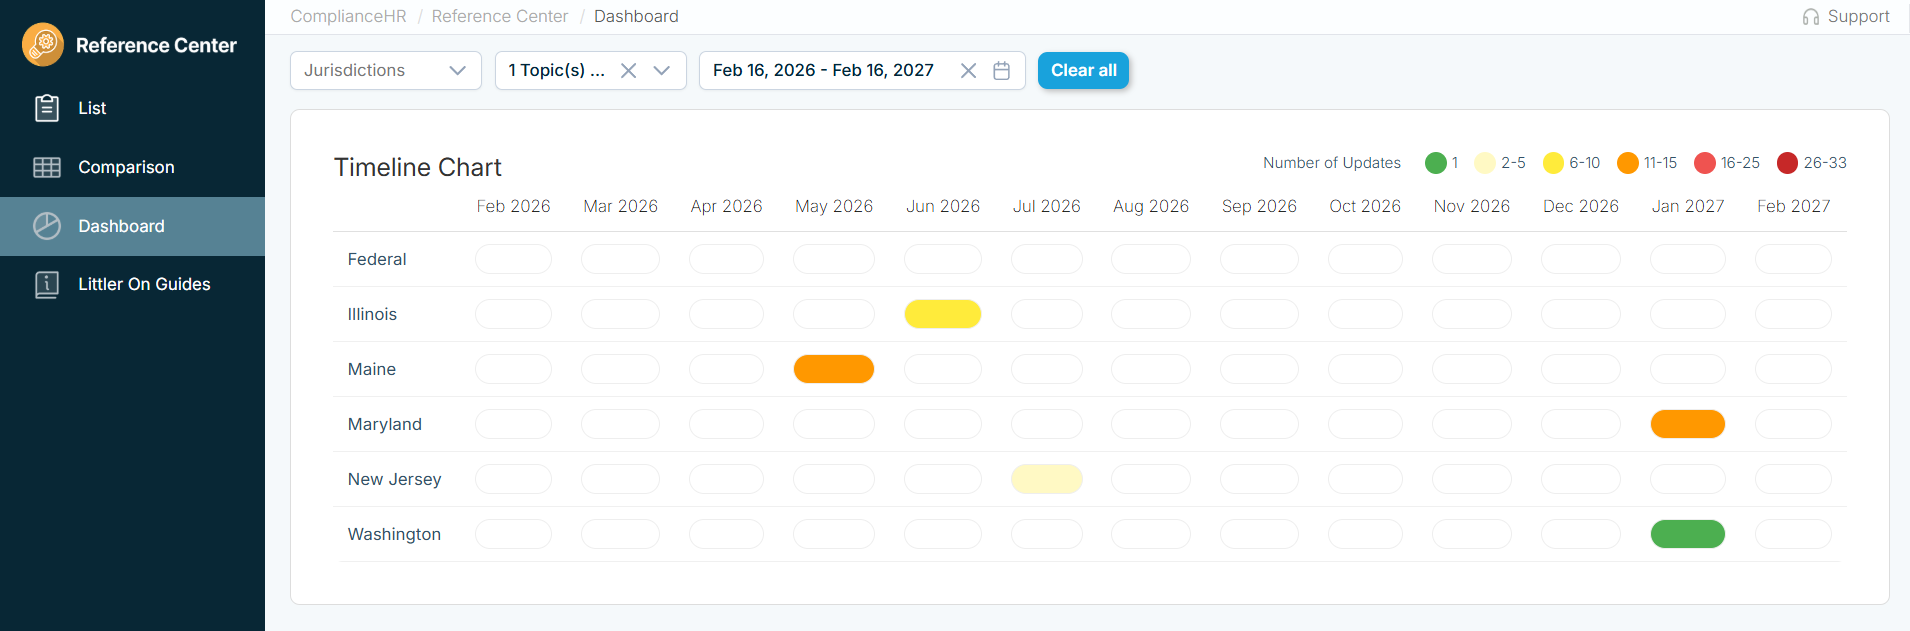 ComplianceHR / Reference Center / Dashboard
Support
Reference Center
List
Comparison
Dashboard
Littler On Guides
Jurisdictions
1 Topic(s) ...
Feb 16, 2026 - Feb 16, 2027
Clear all
Timeline Chart
Number of Updates 1 2-5 6-10 11-15 16-25 26-33
Feb 2026 Mar 2026 Apr 2026 May 2026 Jun 2026 Jul 2026 Aug 2026 Sep 2026 Oct 2026 Nov 2026 Dec 2026 Jan 2027 Feb 2027
Federal
Illinois
Maine
Maryland
New Jersey
Washington